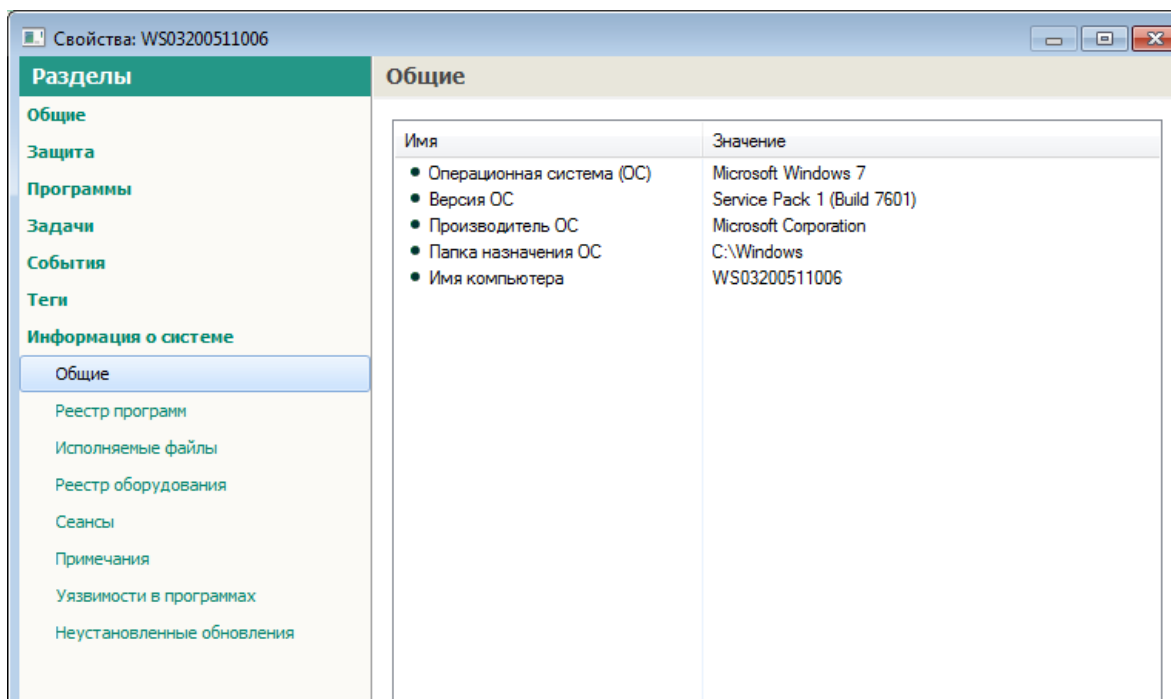 Свойства: WS03200511006
Разделы
Общие
Защита
Программы
Задачи
События
Теги
Информация о системе
Общие
Реестр программ
Исполняемые файлы
Реестр оборудования
Сеансы
Примечания
Уязвимости в программах
Неустановленные обновления
Общие
Имя Значение
Операционная система (ОС) Microsoft Windows 7
Версия ОС Service Pack 1 (Build 7601)
Производитель ОС Microsoft Corporation
Папка назначения ОС C:\Windows
Имя компьютера WS03200511006